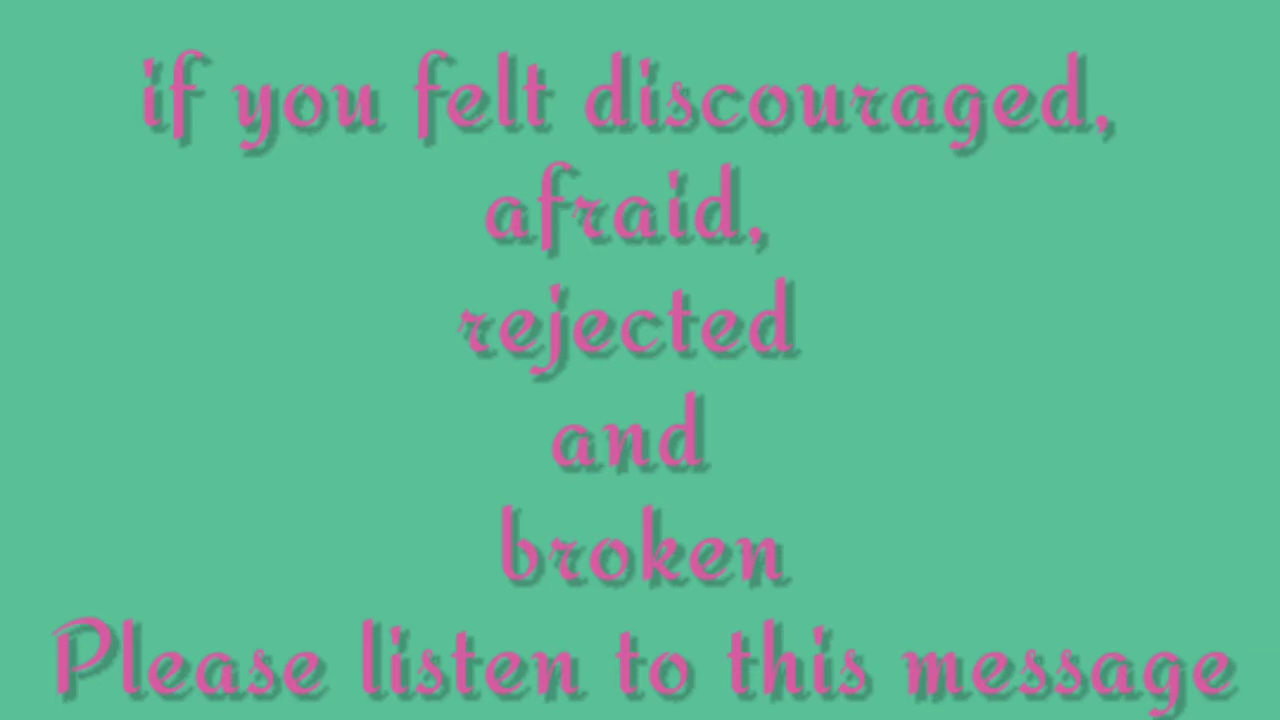 if you felt discouraged,
afraid,
rejected
and
broken
Please listen to this message